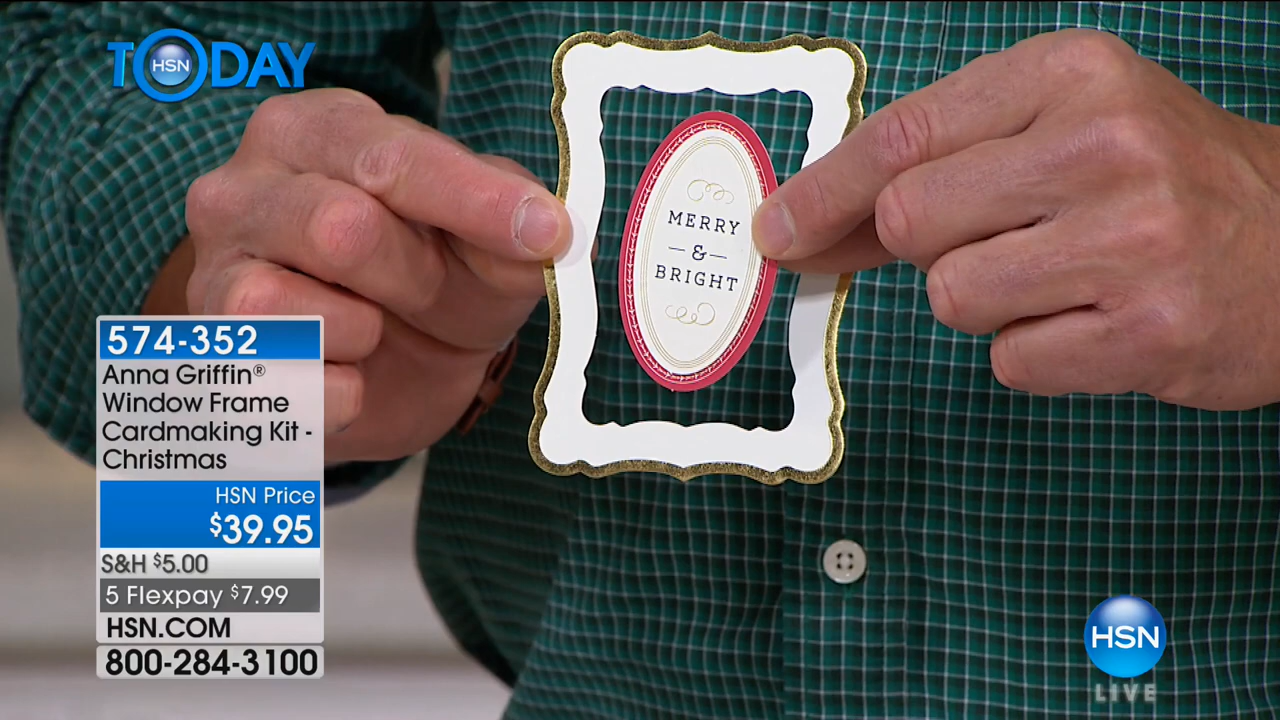 TODAY
HSN
MERRY
— & —
BRIGHT
574-352
Anna Griffin®
Window Frame
Cardmaking Kit -
Christmas
HSN Price
$39.95
S&H $5.00
5 Flexpay $7.99
HSN.COM
800-284-3100
HSN
LIVE